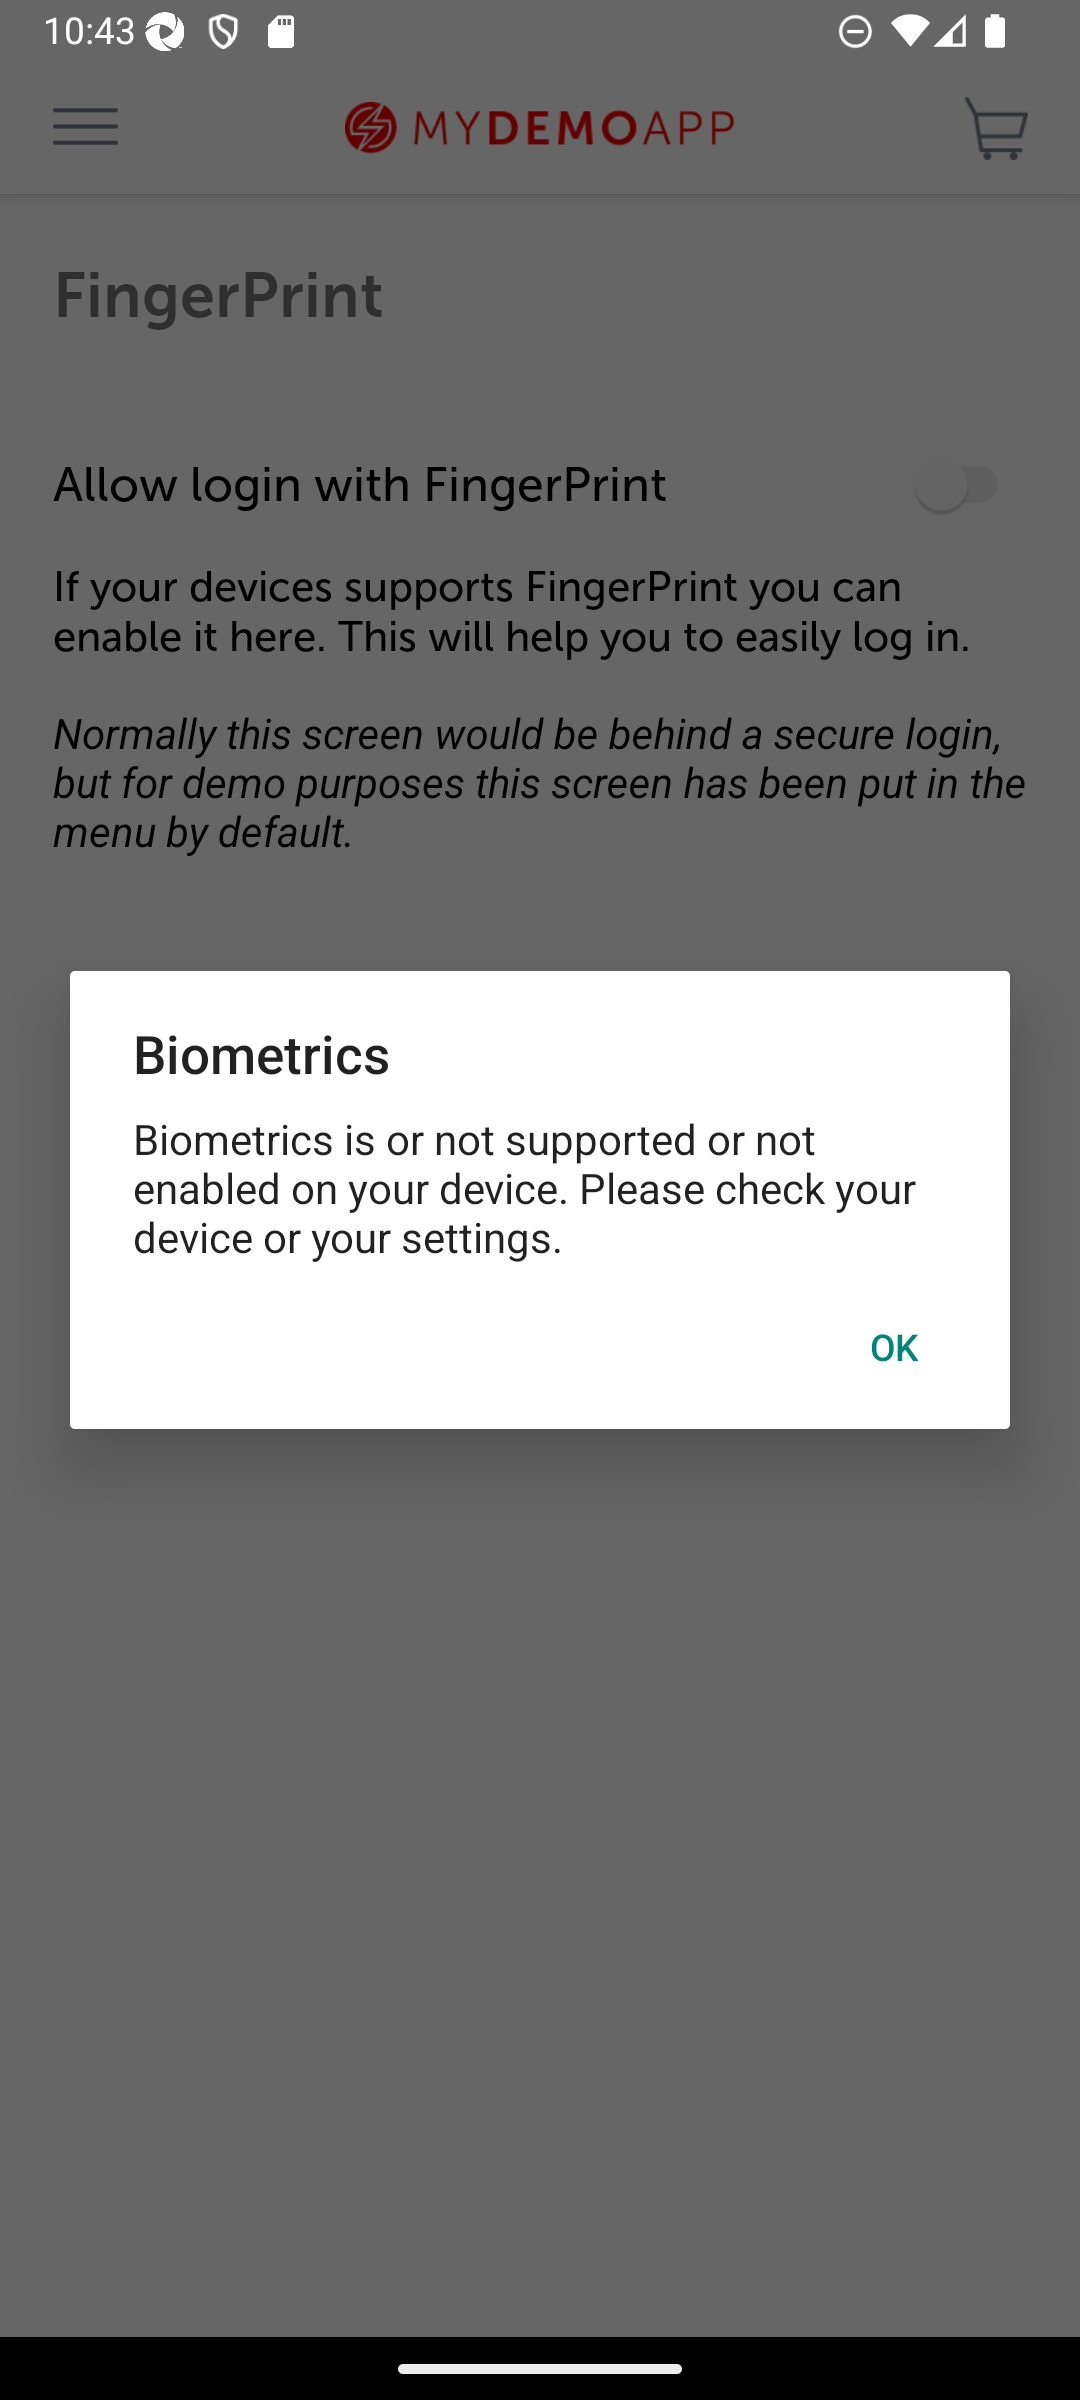 10:43
MYDEMOAPP
FingerPrint
Allow login with FingerPrint
If your devices supports FingerPrint you can
enable it here. This will help you to easily log in.
Normally this screen would be behind a secure login,
but for demo purposes this screen has been put in the
menu by default.
Biometrics
Biometrics is or not supported or not
enabled on your device. Please check your
device or your settings.
OK